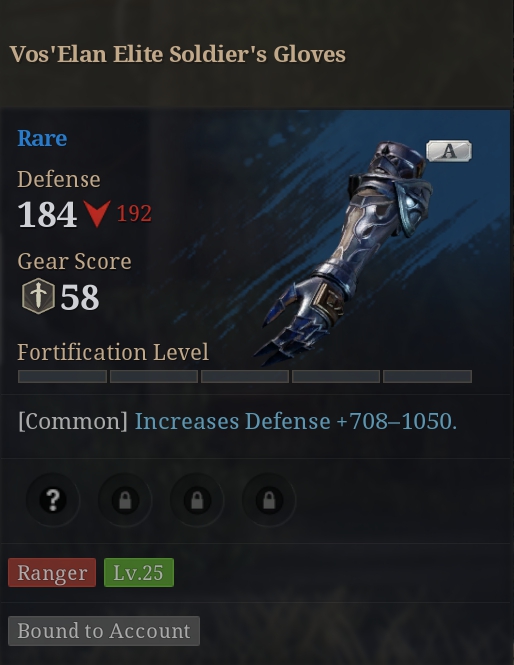 Vos'Elan Elite Soldier's Gloves
Rare
A
Defense
184 192
Gear Score
58
Fortification Level
[Common] Increases Defense +708–1050.
?
Ranger Lv.25
Bound to Account